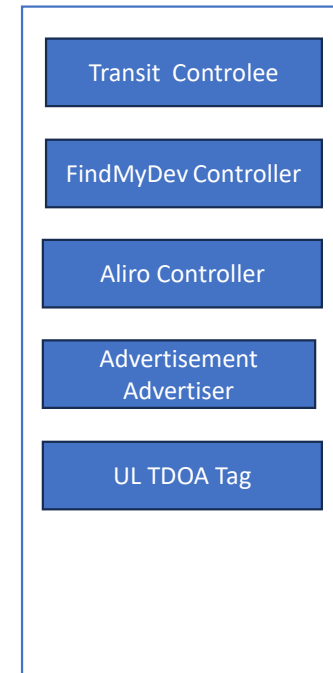 Transit Controlee
FindMyDev Controller
Aliro Controller
Advertisement
Advertiser
UL TDOA Tag